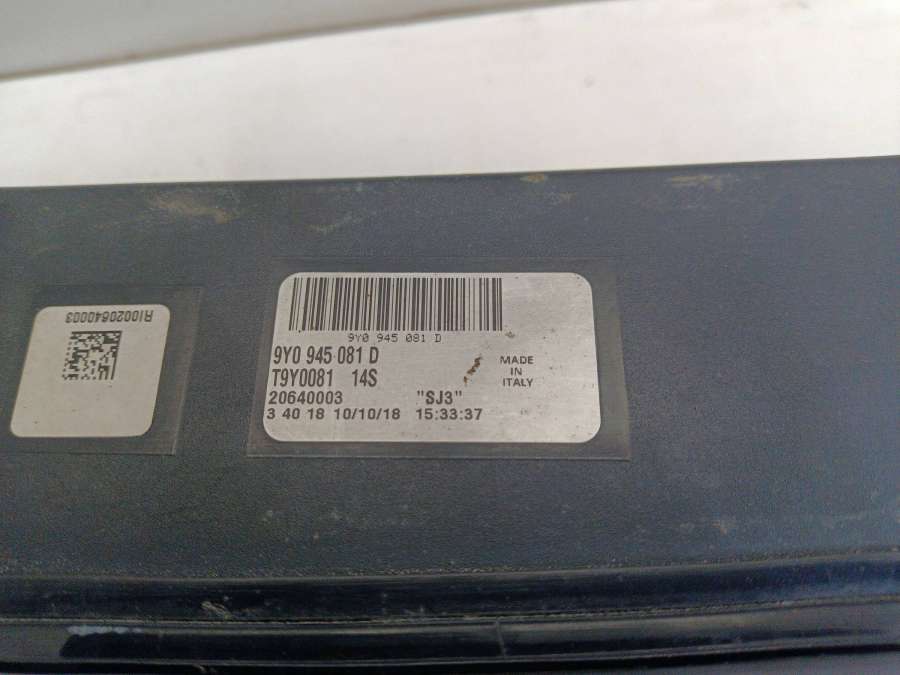 RI0020640003
9Y0 945 081 D
9Y0 945 081 D
T9Y0081 14S
20640003 "SJ3"
3 40 18 10/10/18 15:33:37
MADE
IN
ITALY